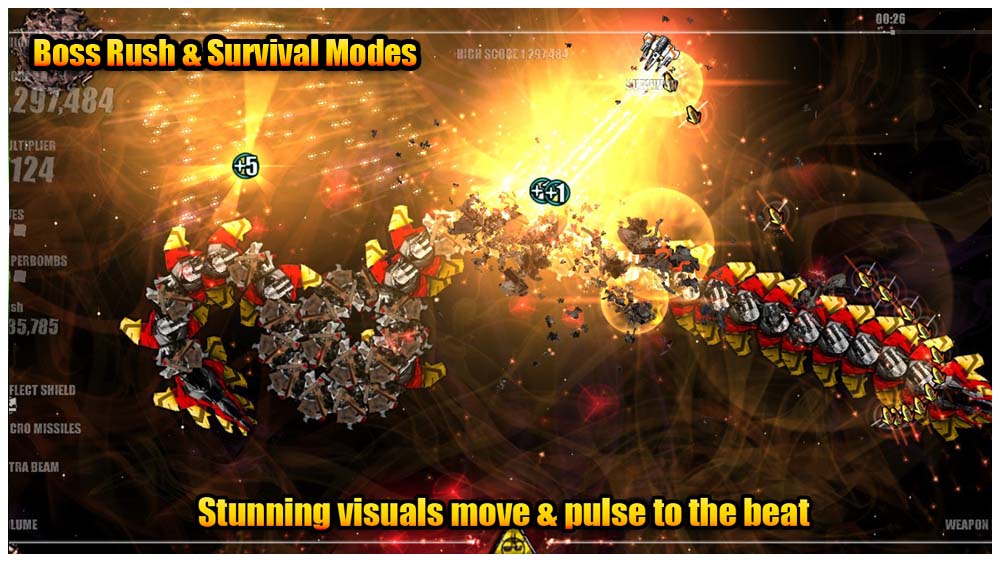 00:26
Boss Rush & Survival Modes
HIGH SCORE 1,297,484
,297,484
ULTIPLIER
124
+5
++1
PERBOMBS
sh
35,785
FLECT SHIELD
CRO MISSILES
TRA BEAM
Stunning visuals move & pulse to the beat
LUME
WEAPON